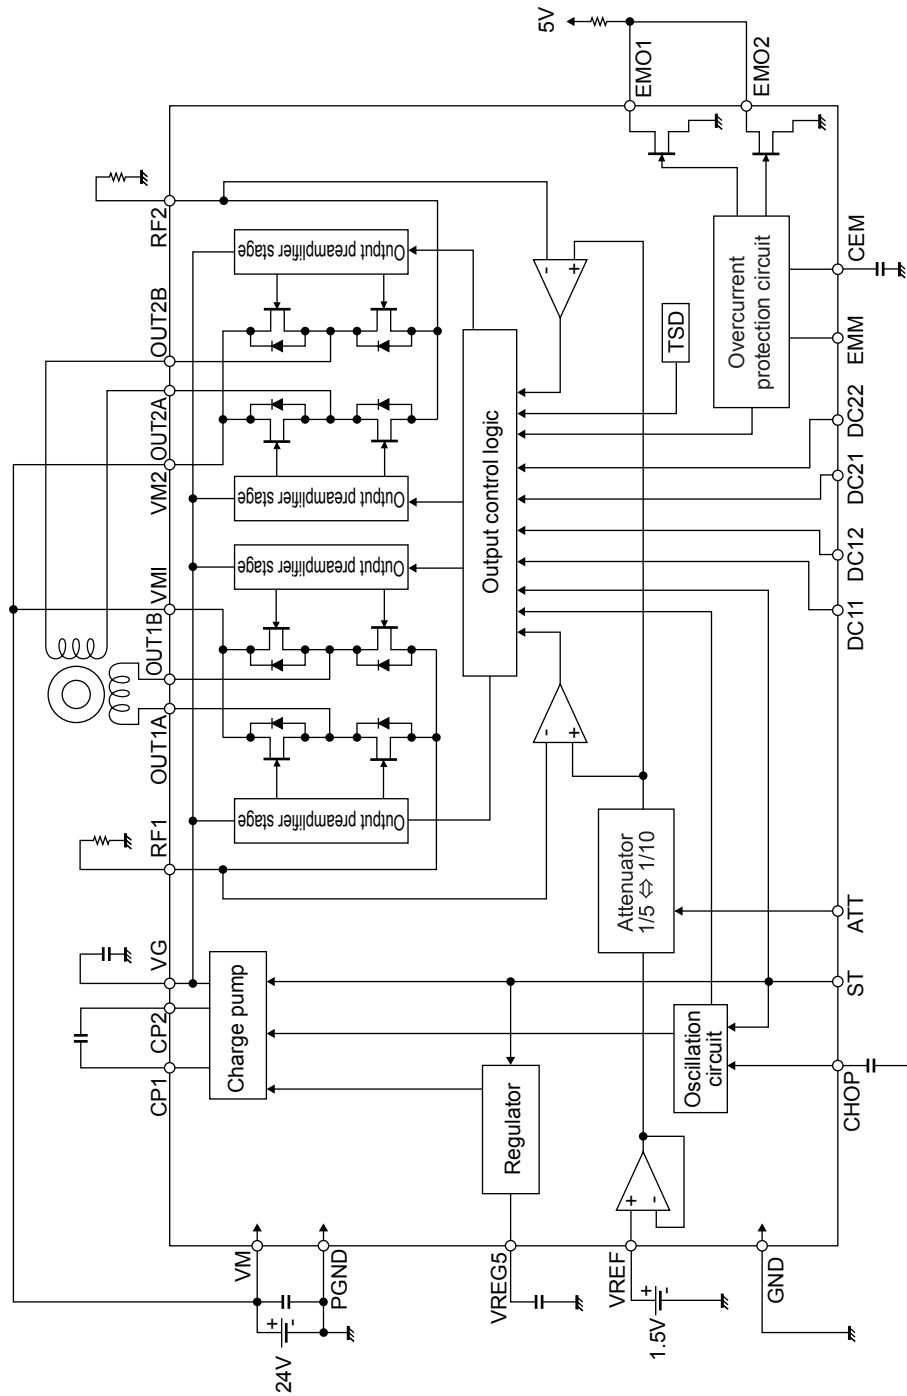 5V
EMO1
EMO2
RF2
OUT2B
OUT2A
VM2
VMI
OUT1B
OUT1A
RF1
VG
CP2
CP1
VM
PGND
24V
+
-
VREG5
VREF
1.5V
+
-
GND
CHOP
ST
ATT
DC11
DC12
DC21
DC22
EMM
CEM
Output preamplifier stage
Output preamplifier stage
Output preamplifier stage
Output preamplifier stage
Output control logic
TSD
Overcurrent
protection circuit
-
+
-
+
Attenuator
1/5 ⇔ 1/10
Charge pump
Regulator
Oscillation
circuit
+
-